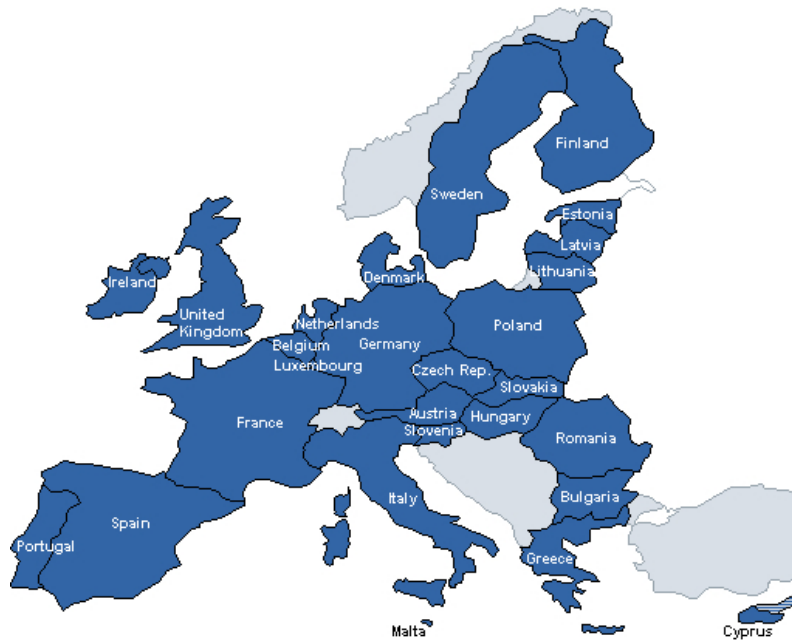 Finland
Sweden
Estonia
Latvia
Lithuania
Denmark
Ireland
United
Kingdom
Netherlands
Poland
Belgium
Germany
Luxembourg
Czech Rep.
Slovakia
Austria
Hungary
France
Slovenia
Romania
Italy
Bulgaria
Spain
Portugal
Greece
Malta
Cyprus